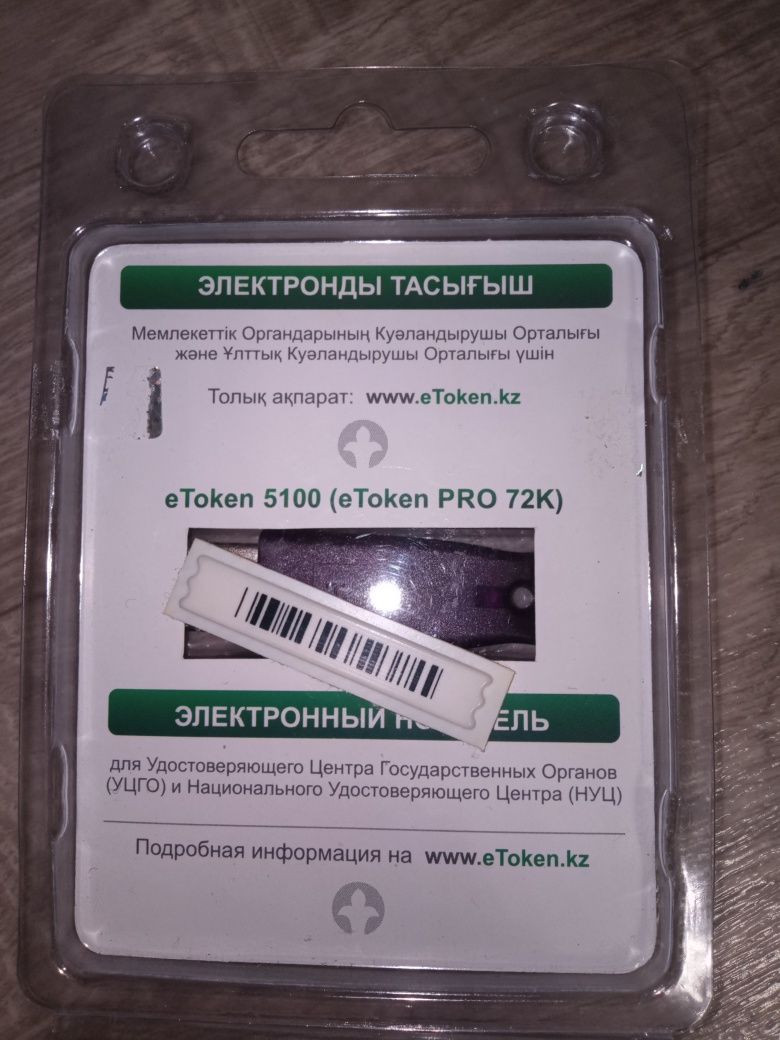 ЭЛЕКТРОНДЫ ТАСЫҒЫШ
Мемлекеттік Органдарының Куәландырушы Орталығы
және Ұлттық Куәландырушы Орталығы үшін
Толық ақпарат: www.eToken.kz
eToken 5100 (eToken PRO 72K)
ЭЛЕКТРОННЫЙ
для Удостоверяющего Центра Государственных Органов
(УЦГО) и Национального Удостоверяющего Центра (НУЦ)
Подробная информация на www.eToken.kz